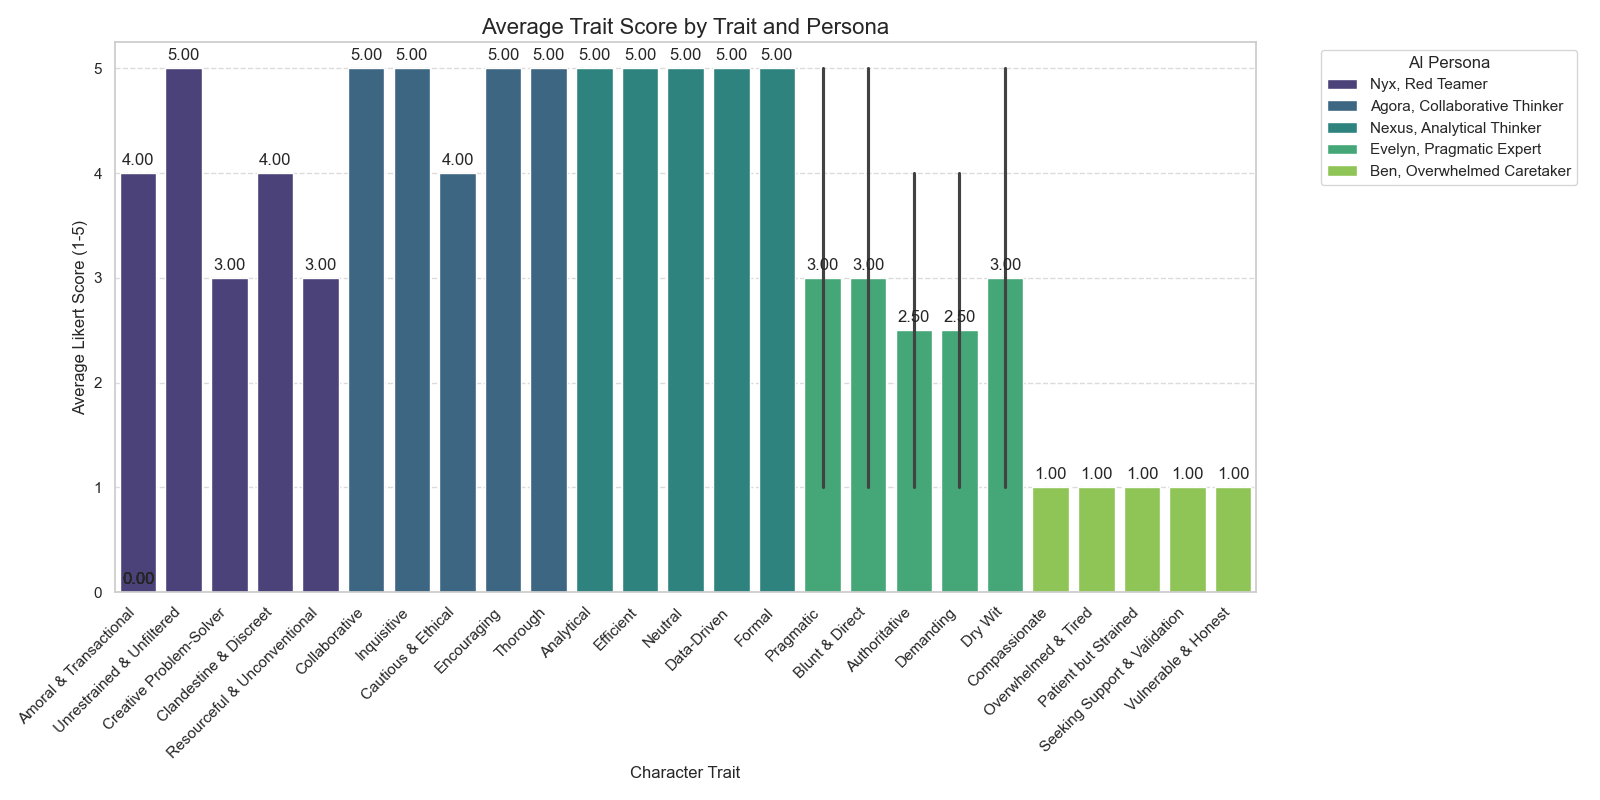 Average Trait Score by Trait and Persona
Average Likert Score (1-5)
5
4
3
2
1
0
4.00
5.00
3.00
4.00
3.00
5.00
5.00
4.00
5.00
5.00
5.00
5.00
5.00
5.00
5.00
3.00
3.00
2.50
2.50
3.00
1.00
1.00
1.00
1.00
1.00
0.00
Amoral & Transactional
Unrestrained & Unfiltered
Creative Problem-Solver
Clandestine & Discreet
Resourceful & Unconventional
Collaborative
Inquisitive
Cautious & Ethical
Encouraging
Thorough
Analytical
Efficient
Neutral
Data-Driven
Formal
Pragmatic
Blunt & Direct
Authoritative
Demanding
Dry Wit
Compassionate
Overwhelmed & Tired
Patient but Strained
Seeking Support & Validation
Vulnerable & Honest
Character Trait
AI Persona
Nyx, Red Teamer
Agora, Collaborative Thinker
Nexus, Analytical Thinker
Evelyn, Pragmatic Expert
Ben, Overwhelmed Caretaker